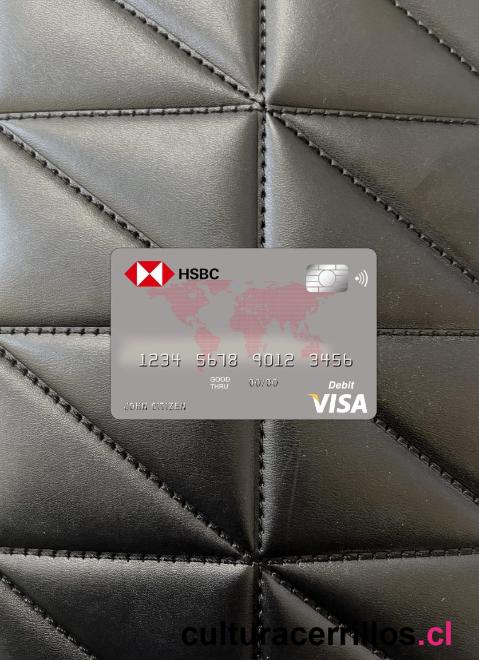 HSBC
1234 5678 9012 3456
GOOD THRU 00/00
JOHN CITIZEN
Debit
VISA
culturacerrillos.cl